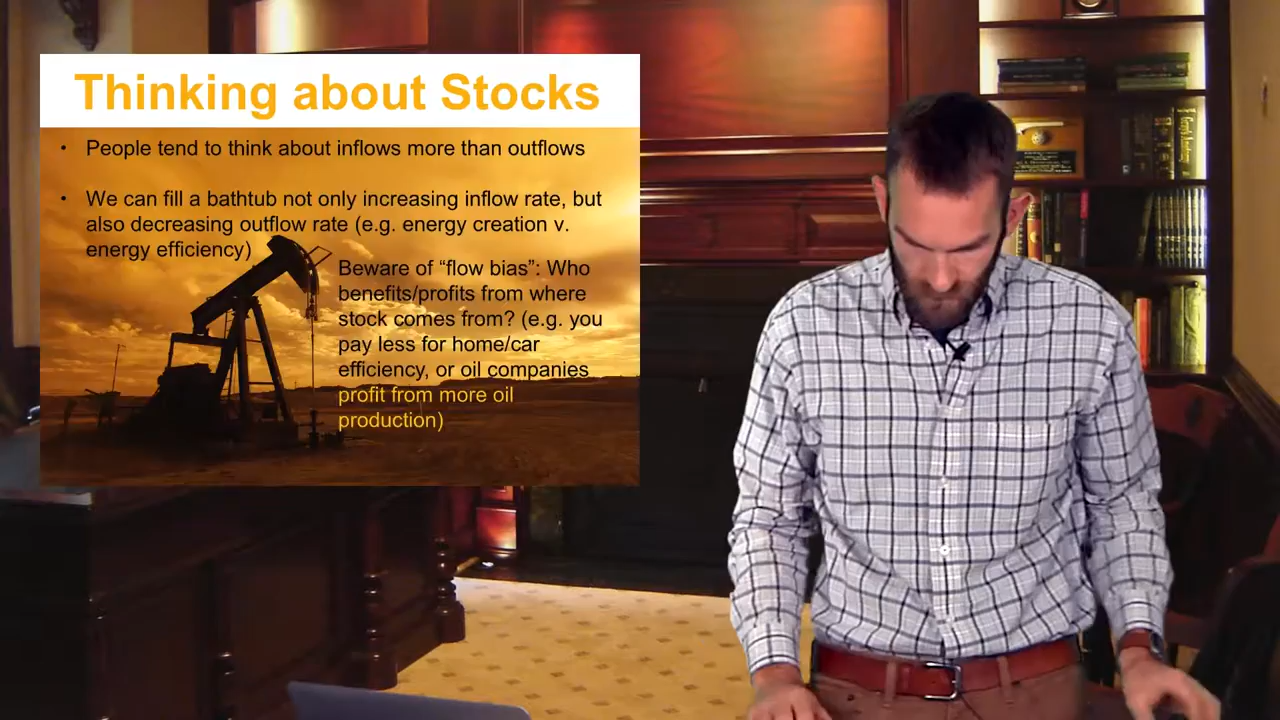 Thinking about Stocks
• People tend to think about inflows more than outflows
• We can fill a bathtub not only increasing inflow rate, but
also decreasing outflow rate (e.g. energy creation v.
energy efficiency)
Beware of “flow bias”: Who
benefits/profits from where
stock comes from? (e.g. you
pay less for home/car
efficiency, or oil companies
profit from more oil
production)